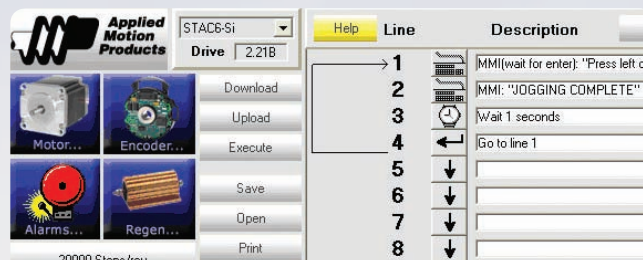 Applied
Motion
Products
STAC6-Si
Drive 2.21B
Motor...
Encoder...
Alarms...
Regen...
Download
Upload
Execute
Save
Open
Print
Help Line Description
1 MMI(wait for enter): "Press left
2 MMI: "JOGGING COMPLETE"
3 Wait 1 seconds
4 Go to line 1
5
6
7
8